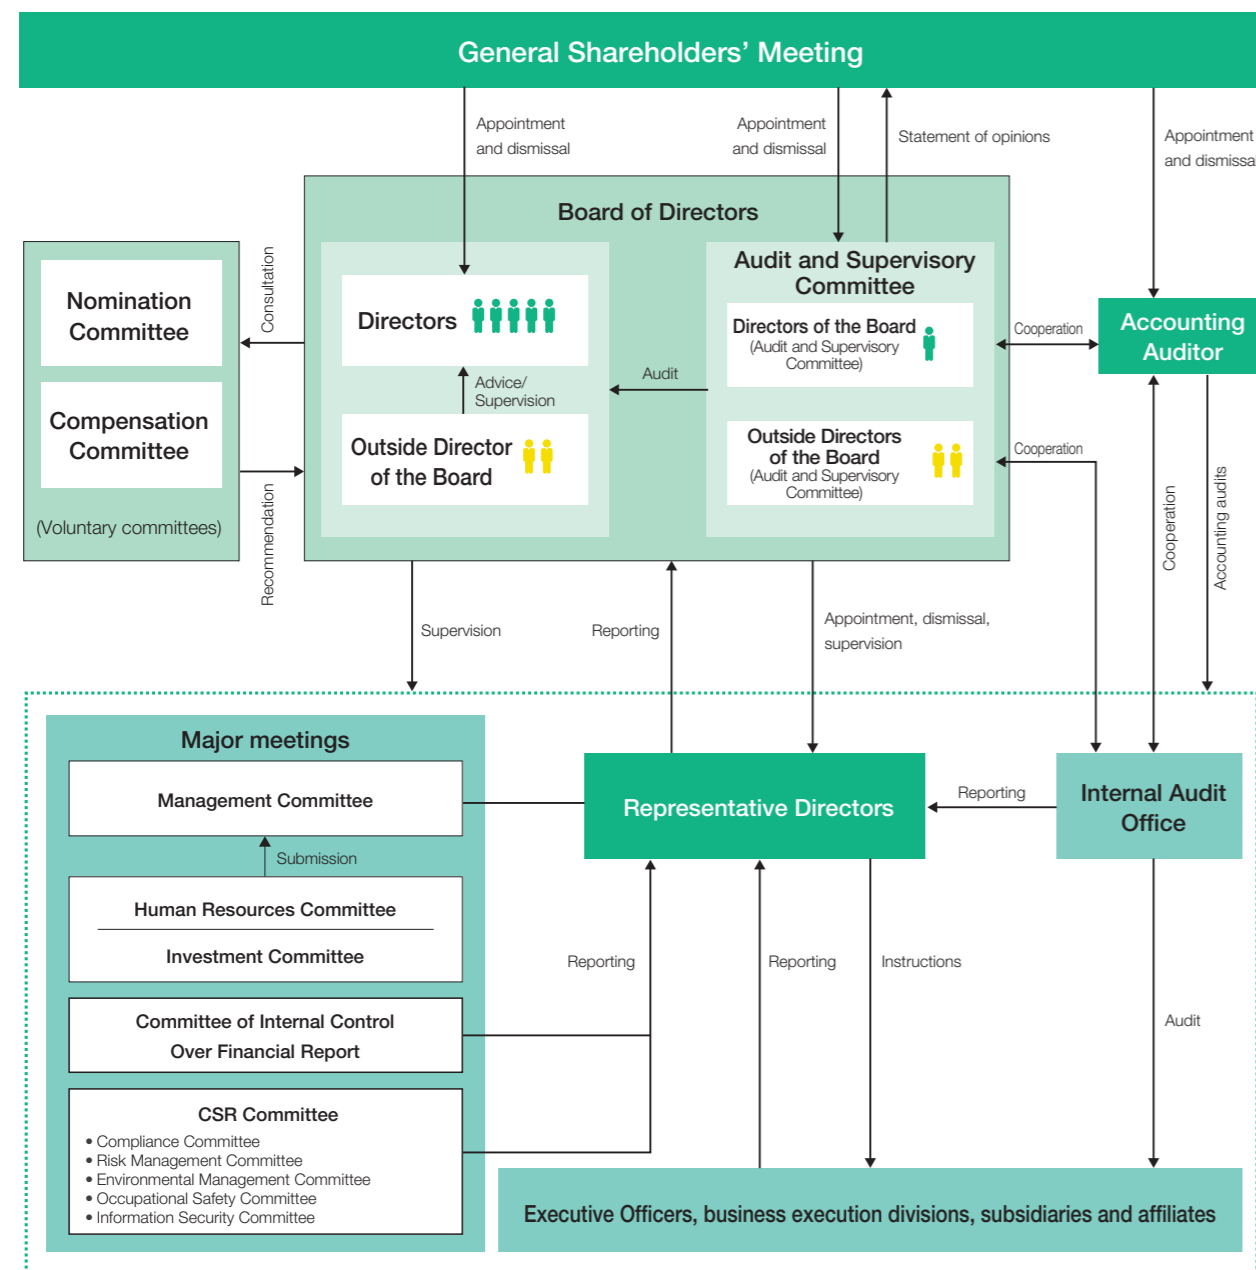 General Shareholders' Meeting
Appointment
and dismissal
Appointment
and dismissal
Statement of opinions
Appointment
and dismissal
Board of Directors
Nomination
Committee
Compensation
Committee
(Voluntary committees)
Consultation
Recommendation
Directors
Advice/
Supervision
Outside Director
of the Board
Audit
Audit and Supervisory
Committee
Directors of the Board
(Audit and Supervisory
Committee)
Outside Directors
of the Board
(Audit and Supervisory
Committee)
Cooperation
Cooperation
Accounting
Auditor
Cooperation
Accounting audits
Supervision
Reporting
Appointment, dismissal,
supervision
Major meetings
Management Committee
Submission
Human Resources Committee
Investment Committee
Committee of Internal Control
Over Financial Report
CSR Committee
• Compliance Committee
• Risk Management Committee
• Environmental Management Committee
• Occupational Safety Committee
• Information Security Committee
Representative Directors
Reporting
Internal Audit
Office
Reporting
Reporting
Instructions
Audit
Executive Officers, business execution divisions, subsidiaries and affiliates